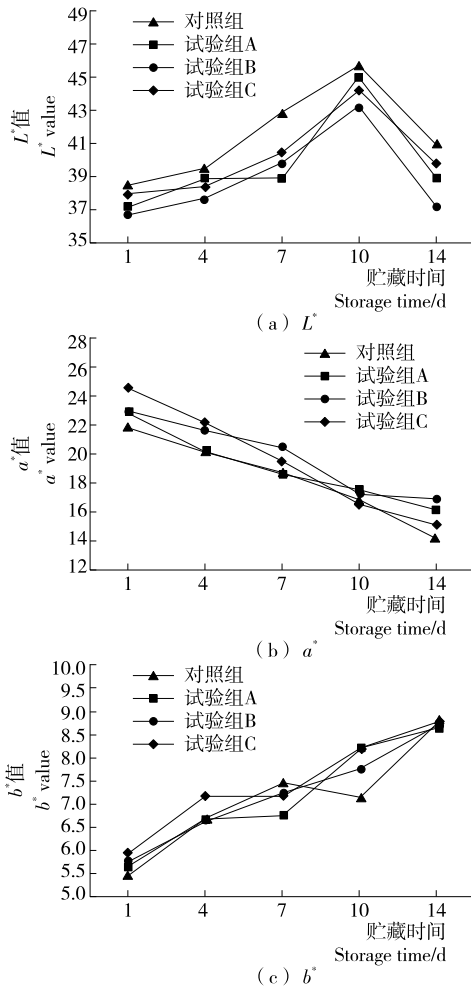 49
47
45
43
41
39
37
35
L*值
L* value
对照组
试验组A
试验组B
试验组C
1 4 7 10 14
贮藏时间
Storage time/d
(a) L*
28
26
24
22
20
18
16
14
12
a*值
a* value
对照组
试验组A
试验组B
试验组C
1 4 7 10 14
贮藏时间
Storage time/d
(b) a*
10.0
9.5
9.0
8.5
8.0
7.5
7.0
6.5
6.0
5.5
5.0
b*值
b* value
对照组
试验组A
试验组B
试验组C
1 4 7 10 14
贮藏时间
Storage time/d
(c) b*